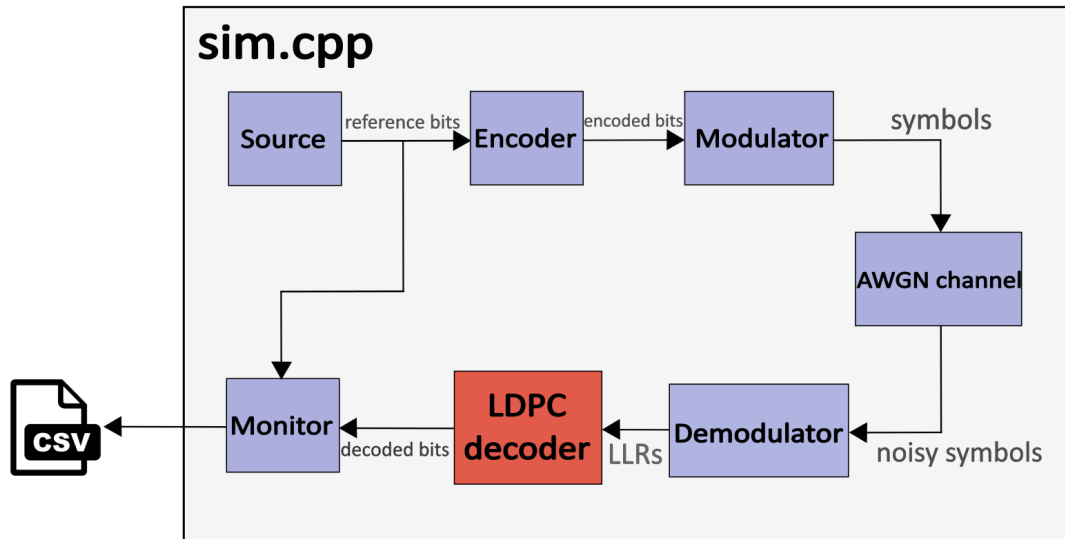 sim.cpp
Source
reference bits
Encoder
encoded bits
Modulator
symbols
AWGN channel
noisy symbols
Demodulator
LLRs
LDPC
decoder
decoded bits
Monitor
CSV